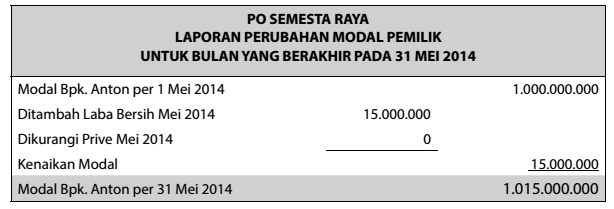 PO SEMESTA RAYA
LAPORAN PERUBAHAN MODAL PEMILIK
UNTUK BULAN YANG BERAKHIR PADA 31 MEI 2014
Modal Bpk. Anton per 1 Mei 2014 1.000.000.000
Ditambah Laba Bersih Mei 2014 15.000.000
Dikurangi Prive Mei 2014 0
Kenaikan Modal 15.000.000
Modal Bpk. Anton per 31 Mei 2014 1.015.000.000